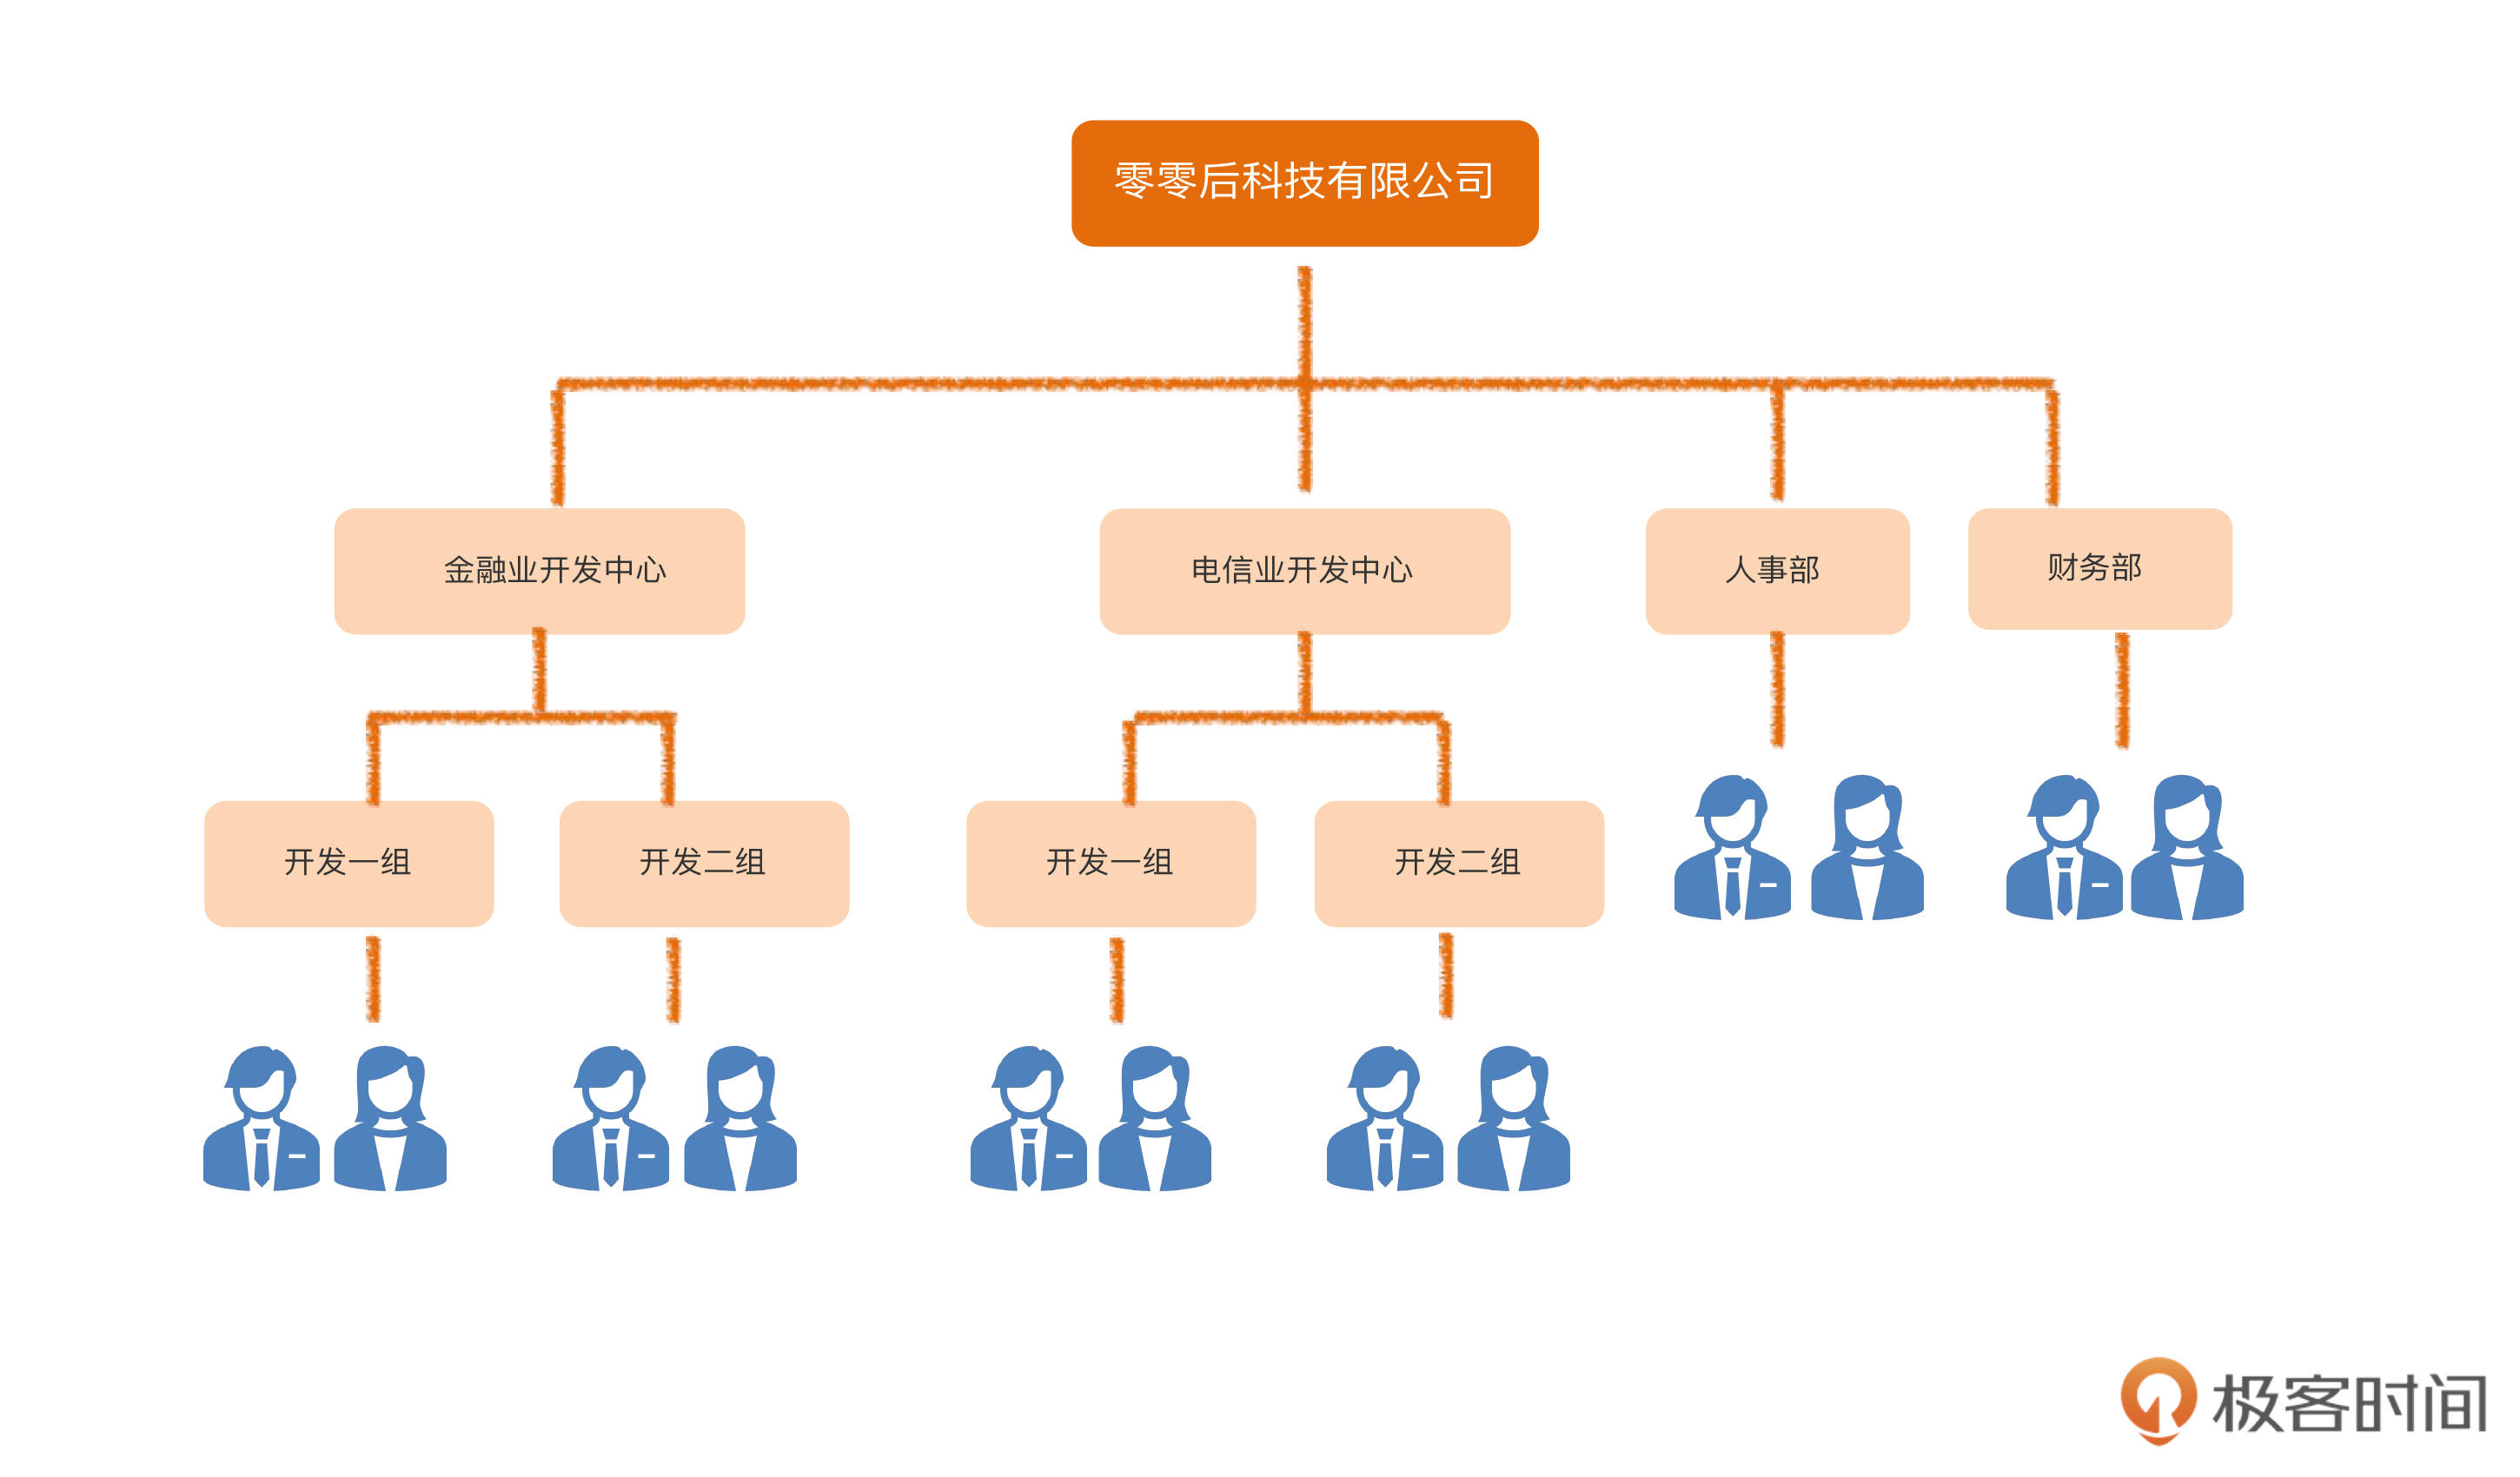 零零后科技有限公司
金融业开发中心
电信业开发中心
人事部
财务部
开发一组
开发二组
开发一组
开发二组
极客时间